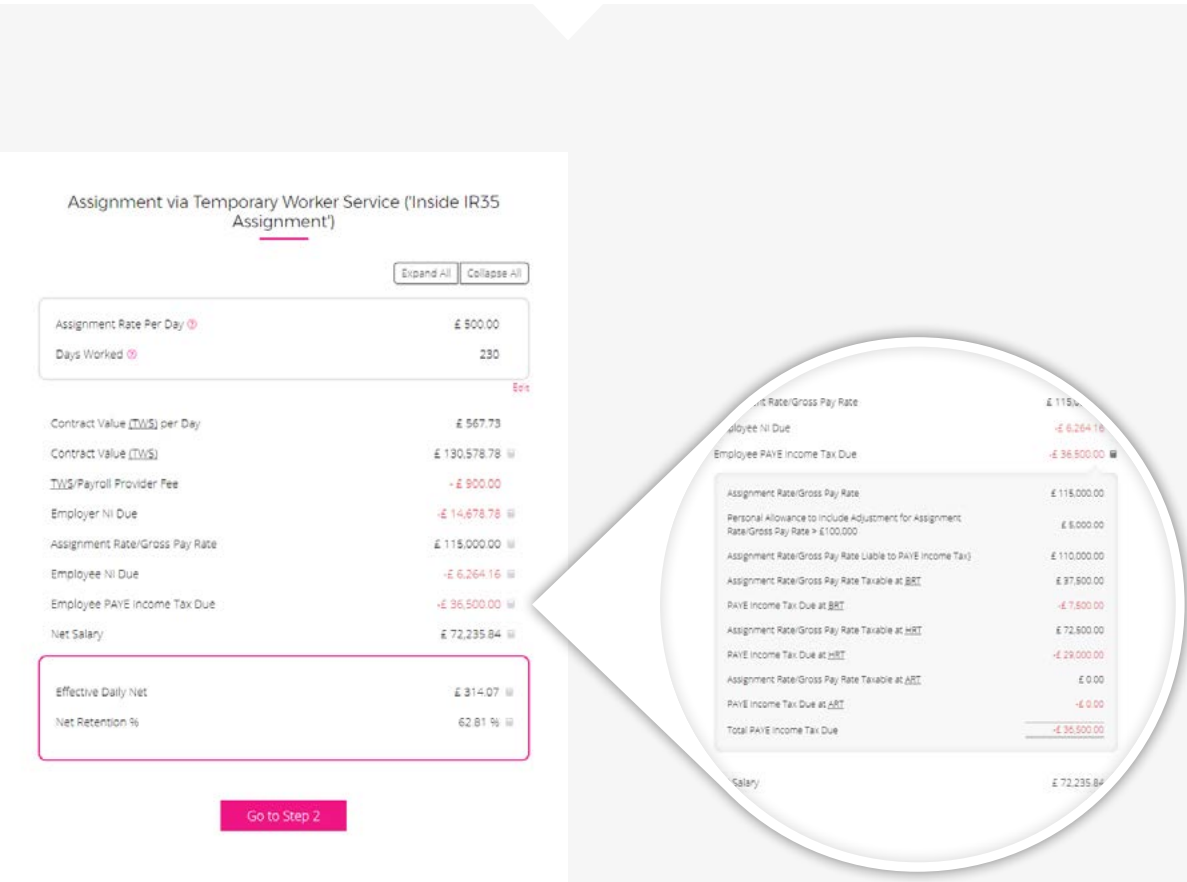 Assignment via Temporary Worker Service ('Inside IR35
Assignment')
Expand All Collapse All
Assignment Rate Per Day ? £ 500.00
Days Worked ? 230
Edit
Contract Value (TWS) per Day £ 567.73
Contract Value (TWS) £ 130,578.78
TWS/Payroll Provider Fee - £ 900.00
Employer NI Due -£ 14,678.78
Assignment Rate/Gross Pay Rate £ 115,000.00
Employee NI Due -£ 6,264.16
Employee PAYE Income Tax Due -£ 36,500.00
Net Salary £ 72,235.84
Effective Daily Net £ 314.07
Net Retention % 62.81 %
Go to Step 2
Rate/Gross Pay Rate £ 115,0
NI Due -£ 6,264.16
Employee PAYE Income Tax Due -£ 36,500.00
Assignment Rate/Gross Pay Rate £ 115,000.00
Personal Allowance to Include Adjustment for Assignment
Rate/Gross Pay Rate > £100,000 £ 5,000.00
Assignment Rate/Gross Pay Rate Liable to PAYE Income Tax} £ 110,000.00
Assignment Rate/Gross Pay Rate Taxable at BRT £ 37,500.00
PAYE Income Tax Due at BRT -£ 7,500.00
Assignment Rate/Gross Pay Rate Taxable at HRT £ 72,500.00
PAYE Income Tax Due at HRT -£ 29,000.00
Assignment Rate/Gross Pay Rate Taxable at ART £ 0.00
PAYE Income Tax Due at ART -£ 0.00
Total PAYE Income Tax Due -£ 36,500.00
Salary £ 72,235.84